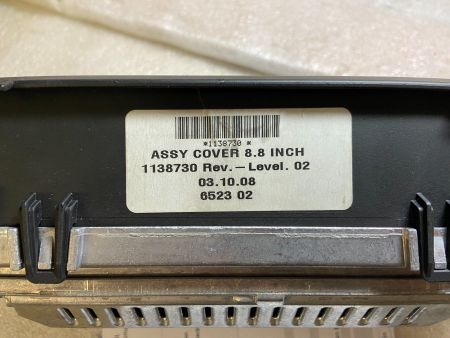 *1138730 *
ASSY COVER 8.8 INCH
1138730 Rev.-Level. 02
03.10.08
6523 02